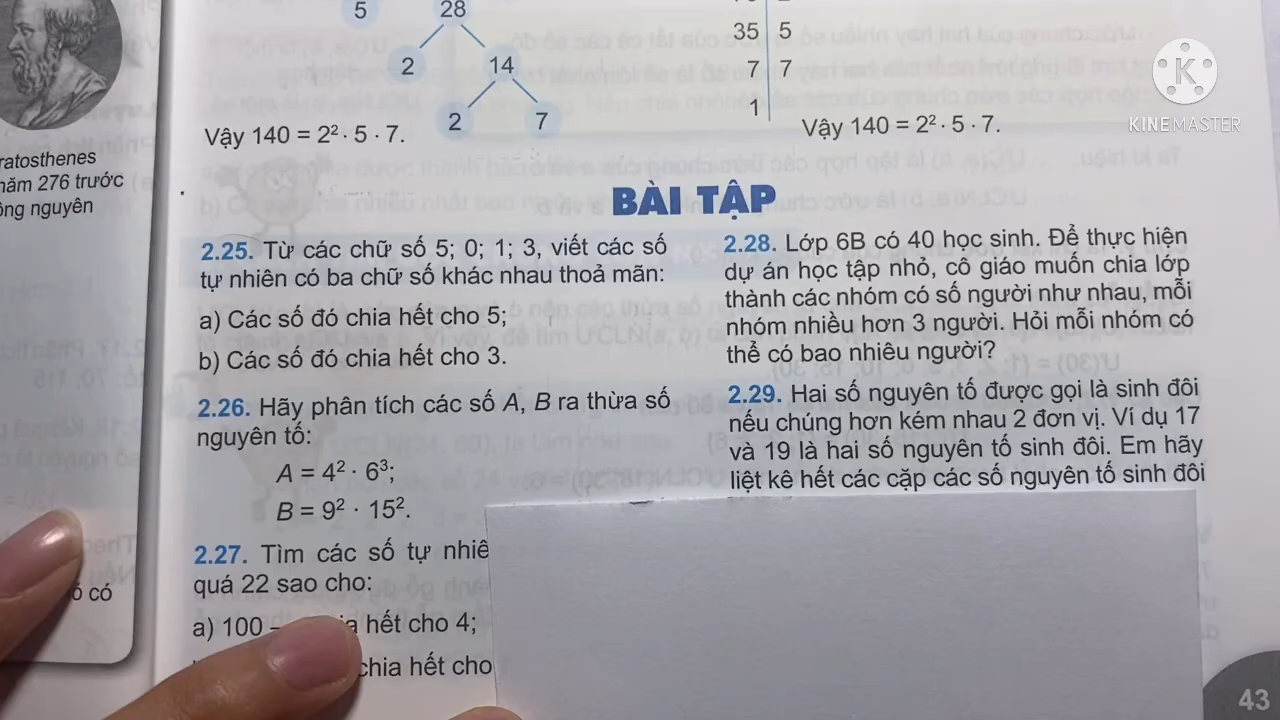 5 28
2 14
2 7
Vậy 140 = 2² · 5 · 7.
35 5
7 7
1
Vậy 140 = 2² · 5 · 7.
KINEMASTER
ratosthenes
năm 276 trước
ông nguyên
BÀI TẬP
2.25. Từ các chữ số 5; 0; 1; 3, viết các số
tự nhiên có ba chữ số khác nhau thoả mãn:
a) Các số đó chia hết cho 5;
b) Các số đó chia hết cho 3.
2.26. Hãy phân tích các số A, B ra thừa số
nguyên tố:
A = 4² · 6³;
B = 9² · 15².
2.27. Tìm các số tự nhiê
quá 22 sao cho:
a) 100 – hết cho 4;
chia hết cho
2.28. Lớp 6B có 40 học sinh. Để thực hiện
dự án học tập nhỏ, cô giáo muốn chia lớp
thành các nhóm có số người như nhau, mỗi
nhóm nhiều hơn 3 người. Hỏi mỗi nhóm có
thể có bao nhiêu người?
2.29. Hai số nguyên tố được gọi là sinh đôi
nếu chúng hơn kém nhau 2 đơn vị. Ví dụ 17
và 19 là hai số nguyên tố sinh đôi. Em hãy
liệt kê hết các cặp các số nguyên tố sinh đôi
có
43